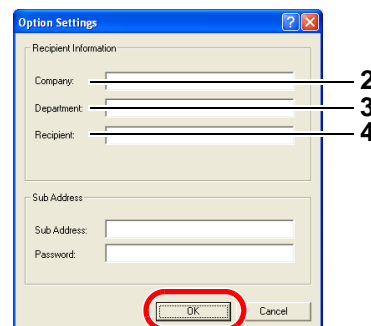 Option Settings
Recipient Information
Company: 2
Department: 3
Recipient: 4
Sub Address
Sub Address:
Password:
OK Cancel